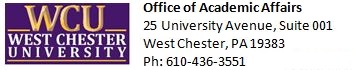 WCU
WEST CHESTER
UNIVERSITY
Office of Academic Affairs
25 University Avenue, Suite 001
West Chester, PA 19383
Ph: 610-436-3551